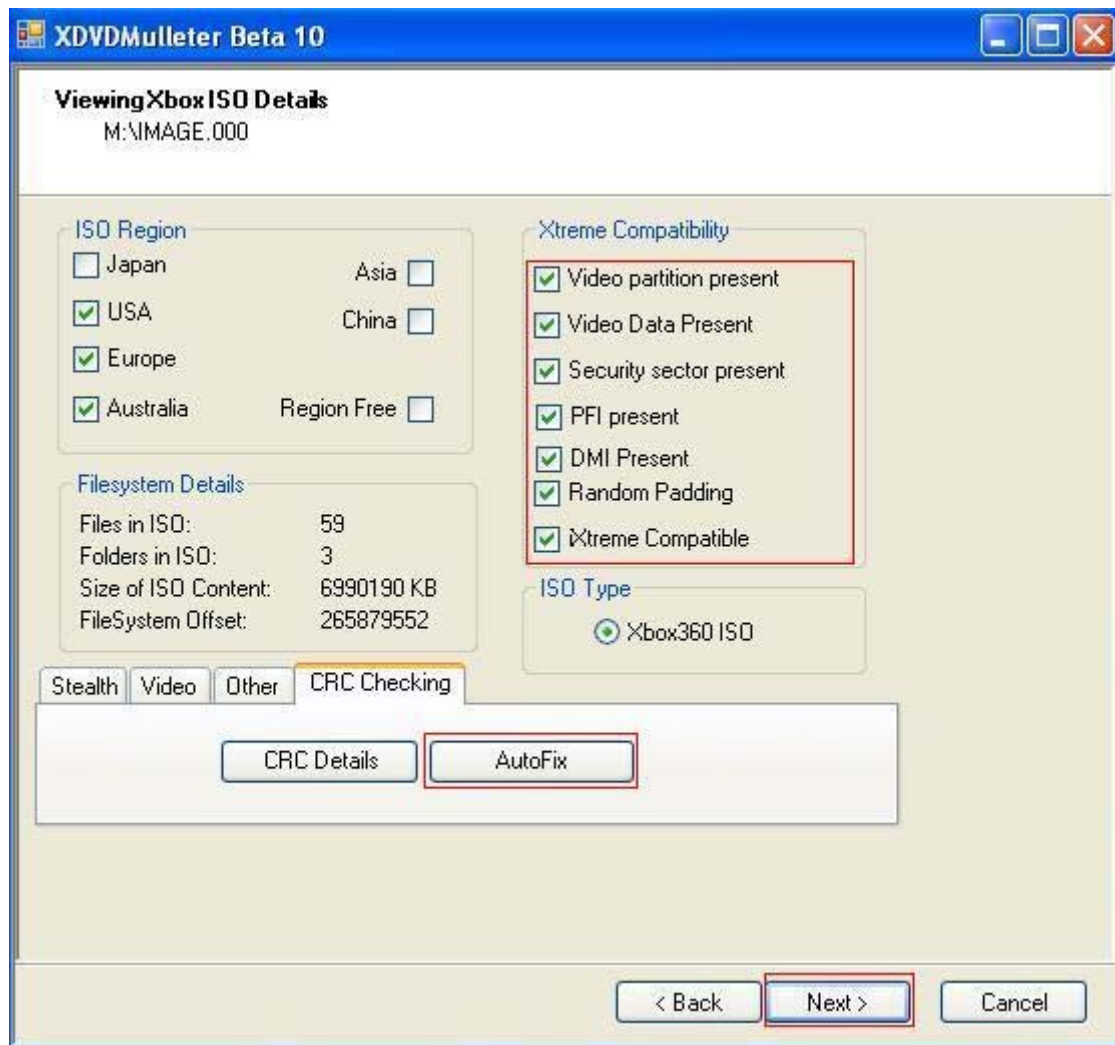 XDVDMulleter Beta 10
Viewing Xbox ISO Details
M:\IMAGE.000
ISO Region
Japan
Asia
USA
China
Europe
Australia
Region Free
Xtreme Compatibility
Video partition present
Video Data Present
Security sector present
PFI present
DMI Present
Random Padding
iXtreme Compatible
Filesystem Details
Files in ISO: 59
Folders in ISO: 3
Size of ISO Content: 6990190 KB
FileSystem Offset: 265879552
ISO Type
Xbox360 ISO
Stealth Video Other CRC Checking
CRC Details AutoFix
< Back Next > Cancel